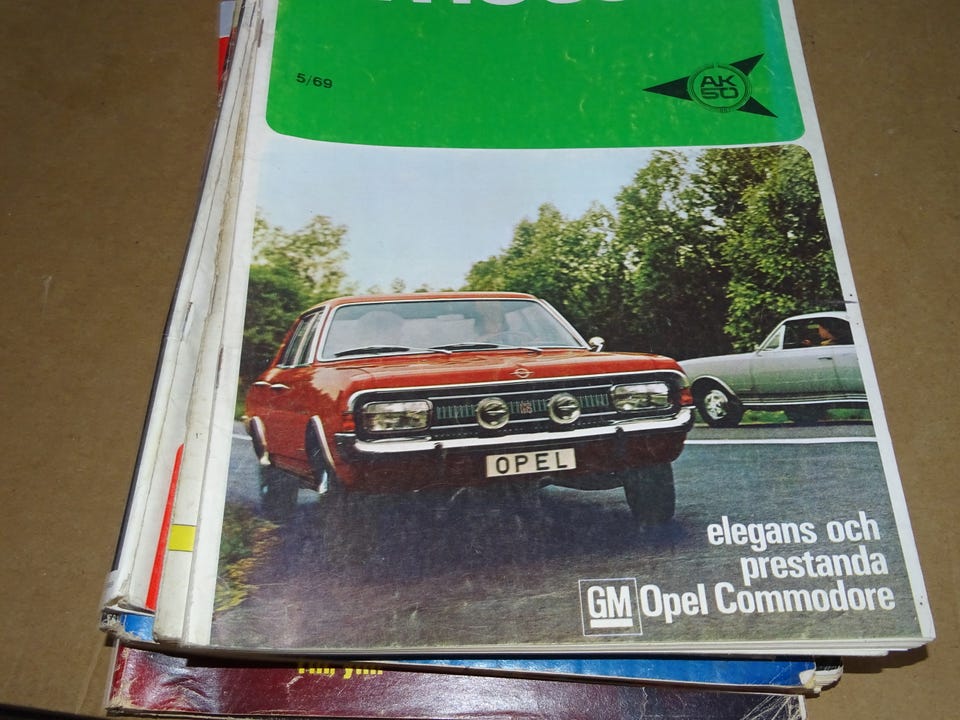 5/69
AK
50
OPEL
elegans och
prestanda
GM Opel Commodore